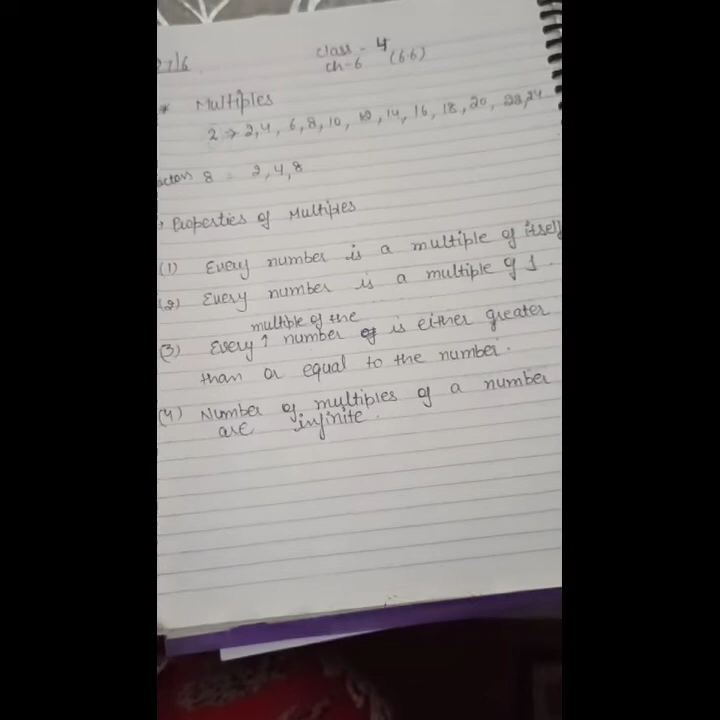 27/6 class - 4
ch-6 (66)
* Multiples
2 → 2,4, 6, 8, 10, 12, 14, 16, 18, 20, 22, 24
actors 8 = 2, 4, 8
Properties of Multiples
(1) Every number is a multiple of itself
(2) Every number is a multiple of 1.
multiple of the
(3) Every ↑ number of is either greater
than or equal to the number.
(4) Number of multiples of a number
are infinite.